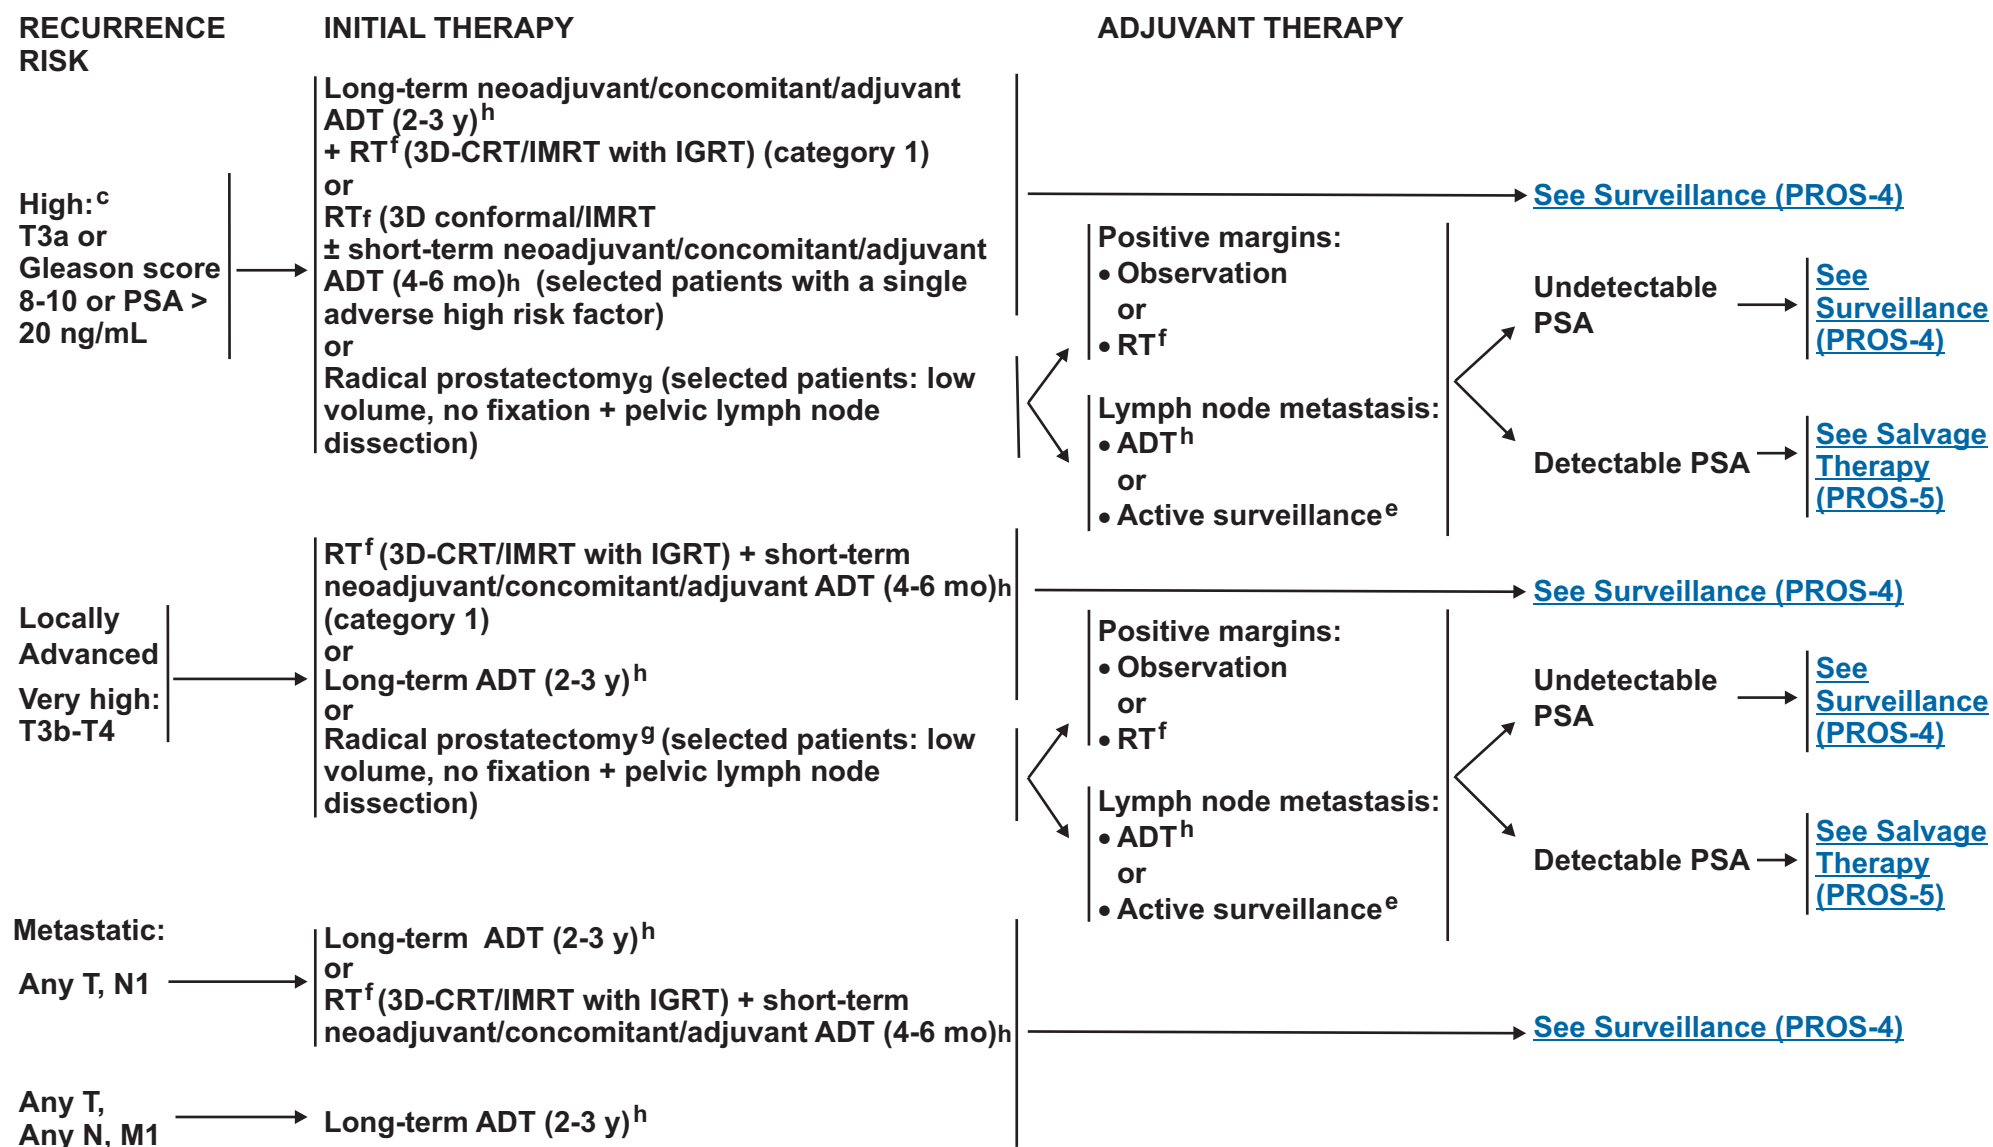 RECURRENCE
RISK
INITIAL THERAPY
ADJUVANT THERAPY
High:c
T3a or
Gleason score
8-10 or PSA >
20 ng/mL
Long-term neoadjuvant/concomitant/adjuvant
ADT (2-3 y)h
+ RTf (3D-CRT/IMRT with IGRT) (category 1)
or
RTf (3D conformal/IMRT
± short-term neoadjuvant/concomitant/adjuvant
ADT (4-6 mo)h (selected patients with a single
adverse high risk factor)
or
Radical prostatectomyg (selected patients: low
volume, no fixation + pelvic lymph node
dissection)
See Surveillance (PROS-4)
Positive margins:
• Observation
or
• RTf
Lymph node metastasis:
• ADTh
or
• Active surveillancee
Undetectable
PSA
See
Surveillance
(PROS-4)
Detectable PSA
See Salvage
Therapy
(PROS-5)
Locally
Advanced
Very high:
T3b-T4
RTf (3D-CRT/IMRT with IGRT) + short-term
neoadjuvant/concomitant/adjuvant ADT (4-6 mo)h
(category 1)
or
Long-term ADT (2-3 y)h
or
Radical prostatectomyg (selected patients: low
volume, no fixation + pelvic lymph node
dissection)
See Surveillance (PROS-4)
Positive margins:
• Observation
or
• RTf
Lymph node metastasis:
• ADTh
or
• Active surveillancee
Undetectable
PSA
See
Surveillance
(PROS-4)
Detectable PSA
See Salvage
Therapy
(PROS-5)
Metastatic:
Any T, N1
Long-term ADT (2-3 y)h
or
RTf (3D-CRT/IMRT with IGRT) + short-term
neoadjuvant/concomitant/adjuvant ADT (4-6 mo)h
See Surveillance (PROS-4)
Any T,
Any N, M1
Long-term ADT (2-3 y)h